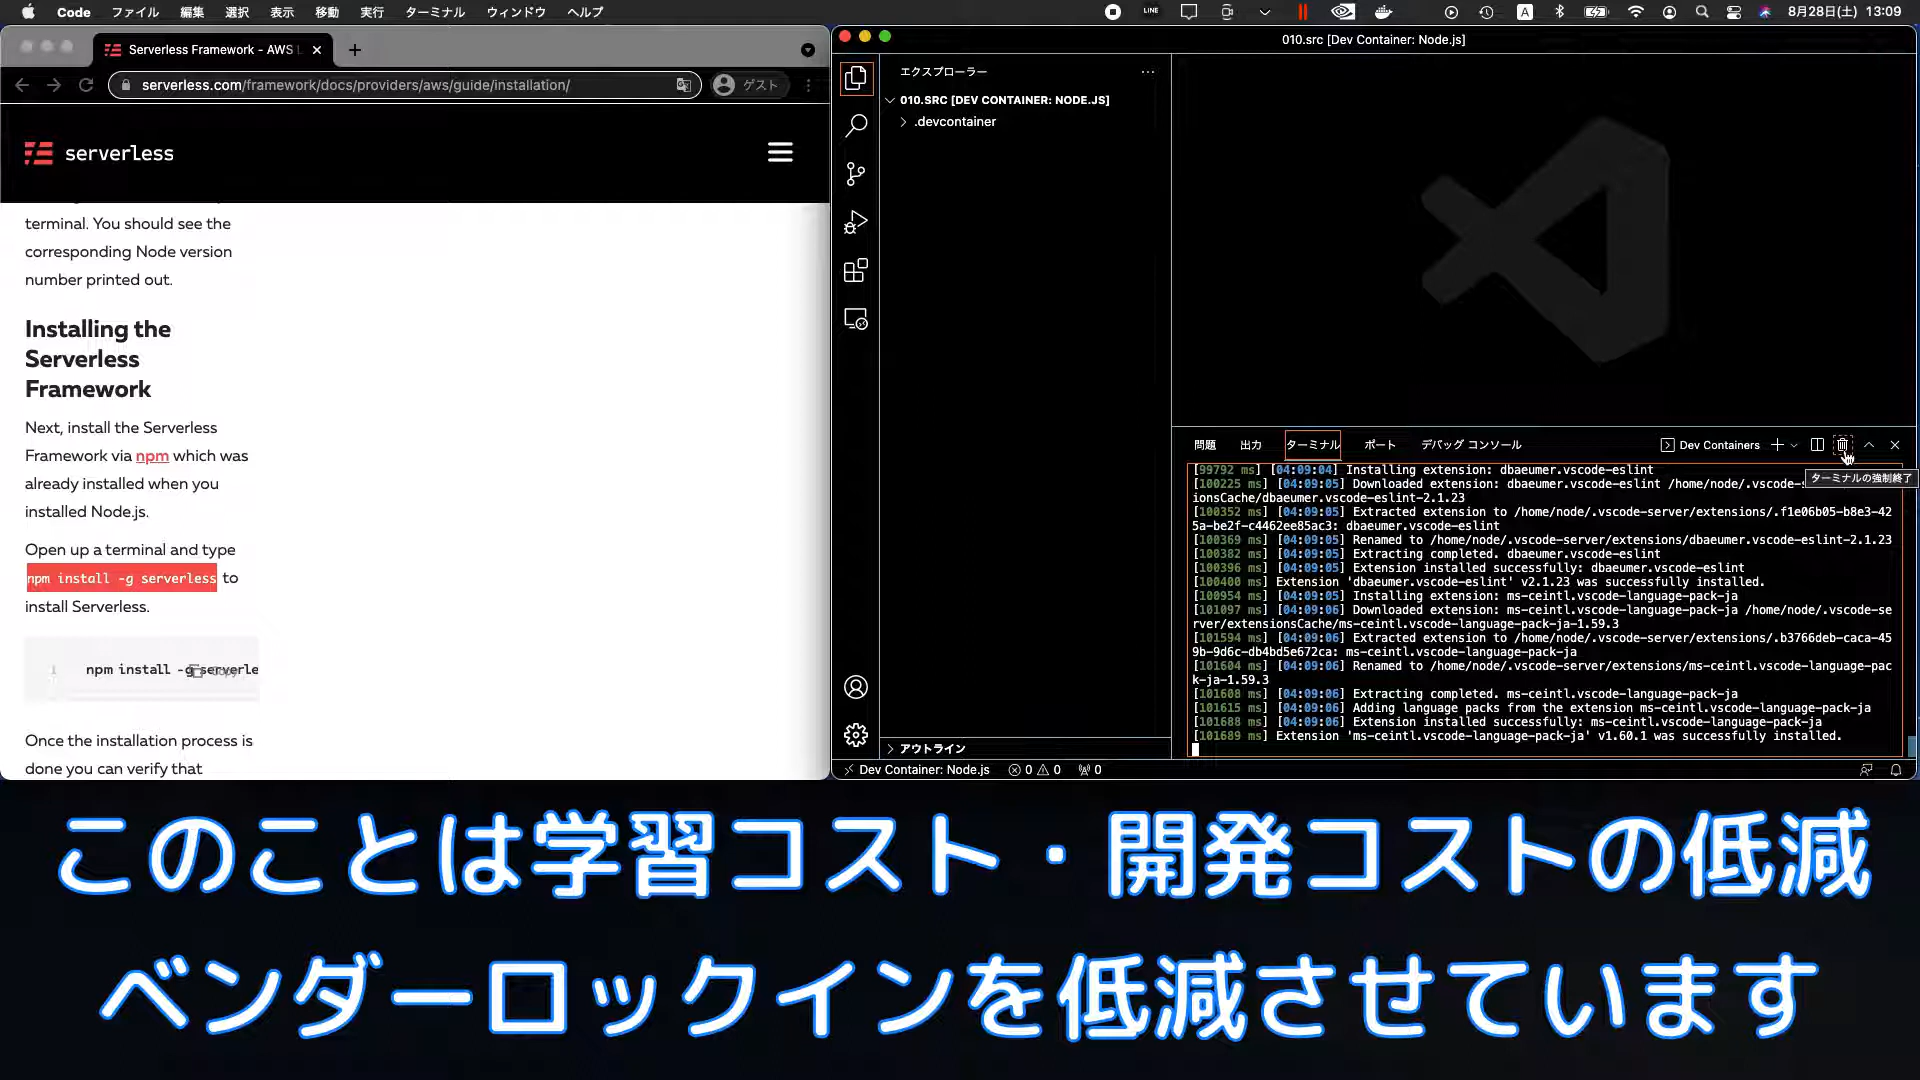 Code ファイル 編集 選択 表示 移動 実行 ターミナル ウィンドウ ヘルプ
LINE
A
8月28日(土) 13:09
Serverless Framework - AWS
serverless.com/framework/docs/providers/aws/guide/installation/
ゲスト
serverless
terminal. You should see the
corresponding Node version
number printed out.
Installing the
Serverless
Framework
Next, install the Serverless
Framework via npm which was
already installed when you
installed Node.js.
Open up a terminal and type
npm install -g serverless to
install Serverless.
1 npm install -g serverle
Copy
Once the installation process is
done you can verify that
010.src [Dev Container: Node.js]
エクスプローラー
010.SRC [DEV CONTAINER: NODE.JS]
.devcontainer
アウトライン
問題 出力 ターミナル ポート デバッグ コンソール
Dev Containers
ターミナルの強制終了
[99792 ms] [04:09:04] Installing extension: dbaeumer.vscode-eslint
[100225 ms] [04:09:05] Downloaded extension: dbaeumer.vscode-eslint /home/node/.vscode-s
ionsCache/dbaeumer.vscode-eslint-2.1.23
[100352 ms] [04:09:05] Extracted extension to /home/node/.vscode-server/extensions/.f1e06b05-b8e3-42
5a-be2f-c4462ee85ac3: dbaeumer.vscode-eslint
[100369 ms] [04:09:05] Renamed to /home/node/.vscode-server/extensions/dbaeumer.vscode-eslint-2.1.23
[100382 ms] [04:09:05] Extracting completed. dbaeumer.vscode-eslint
[100396 ms] [04:09:05] Extension installed successfully: dbaeumer.vscode-eslint
[100400 ms] Extension 'dbaeumer.vscode-eslint' v2.1.23 was successfully installed.
[100954 ms] [04:09:05] Installing extension: ms-ceintl.vscode-language-pack-ja
[101097 ms] [04:09:06] Downloaded extension: ms-ceintl.vscode-language-pack-ja /home/node/.vscode-se
rver/extensionsCache/ms-ceintl.vscode-language-pack-ja-1.59.3
[101594 ms] [04:09:06] Extracted extension to /home/node/.vscode-server/extensions/.b3766deb-caca-45
9b-9d6c-db4bd5e672ca: ms-ceintl.vscode-language-pack-ja
[101604 ms] [04:09:06] Renamed to /home/node/.vscode-server/extensions/ms-ceintl.vscode-language-pac
k-ja-1.59.3
[101608 ms] [04:09:06] Extracting completed. ms-ceintl.vscode-language-pack-ja
[101615 ms] [04:09:06] Adding language packs from the extension ms-ceintl.vscode-language-pack-ja
[101688 ms] [04:09:06] Extension installed successfully: ms-ceintl.vscode-language-pack-ja
[101689 ms] Extension 'ms-ceintl.vscode-language-pack-ja' v1.60.1 was successfully installed.
Dev Container: Node.js 0 0 0
このことは学習コスト・開発コストの低減
ベンダーロックインを低減させています